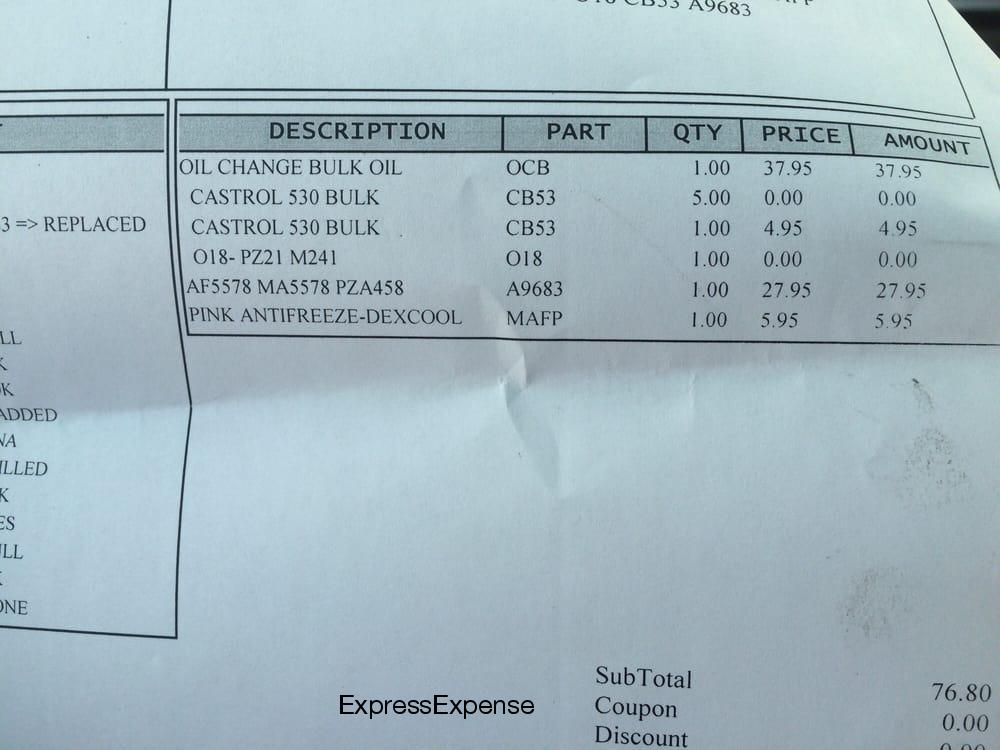 CB53 A9683
DESCRIPTION PART QTY PRICE AMOUNT
OIL CHANGE BULK OIL OCB 1.00 37.95 37.95
CASTROL 530 BULK CB53 5.00 0.00 0.00
3 => REPLACED CASTROL 530 BULK CB53 1.00 4.95 4.95
O18- PZ21 M241 O18 1.00 0.00 0.00
AF5578 MA5578 PZA458 A9683 1.00 27.95 27.95
PINK ANTIFREEZE-DEXCOOL MAFP 1.00 5.95 5.95
LL
K
OK
ADDED
NA
ILLED
K
ES
ULL
ONE
SubTotal 76.80
Coupon 0.00
Discount
ExpressExpense